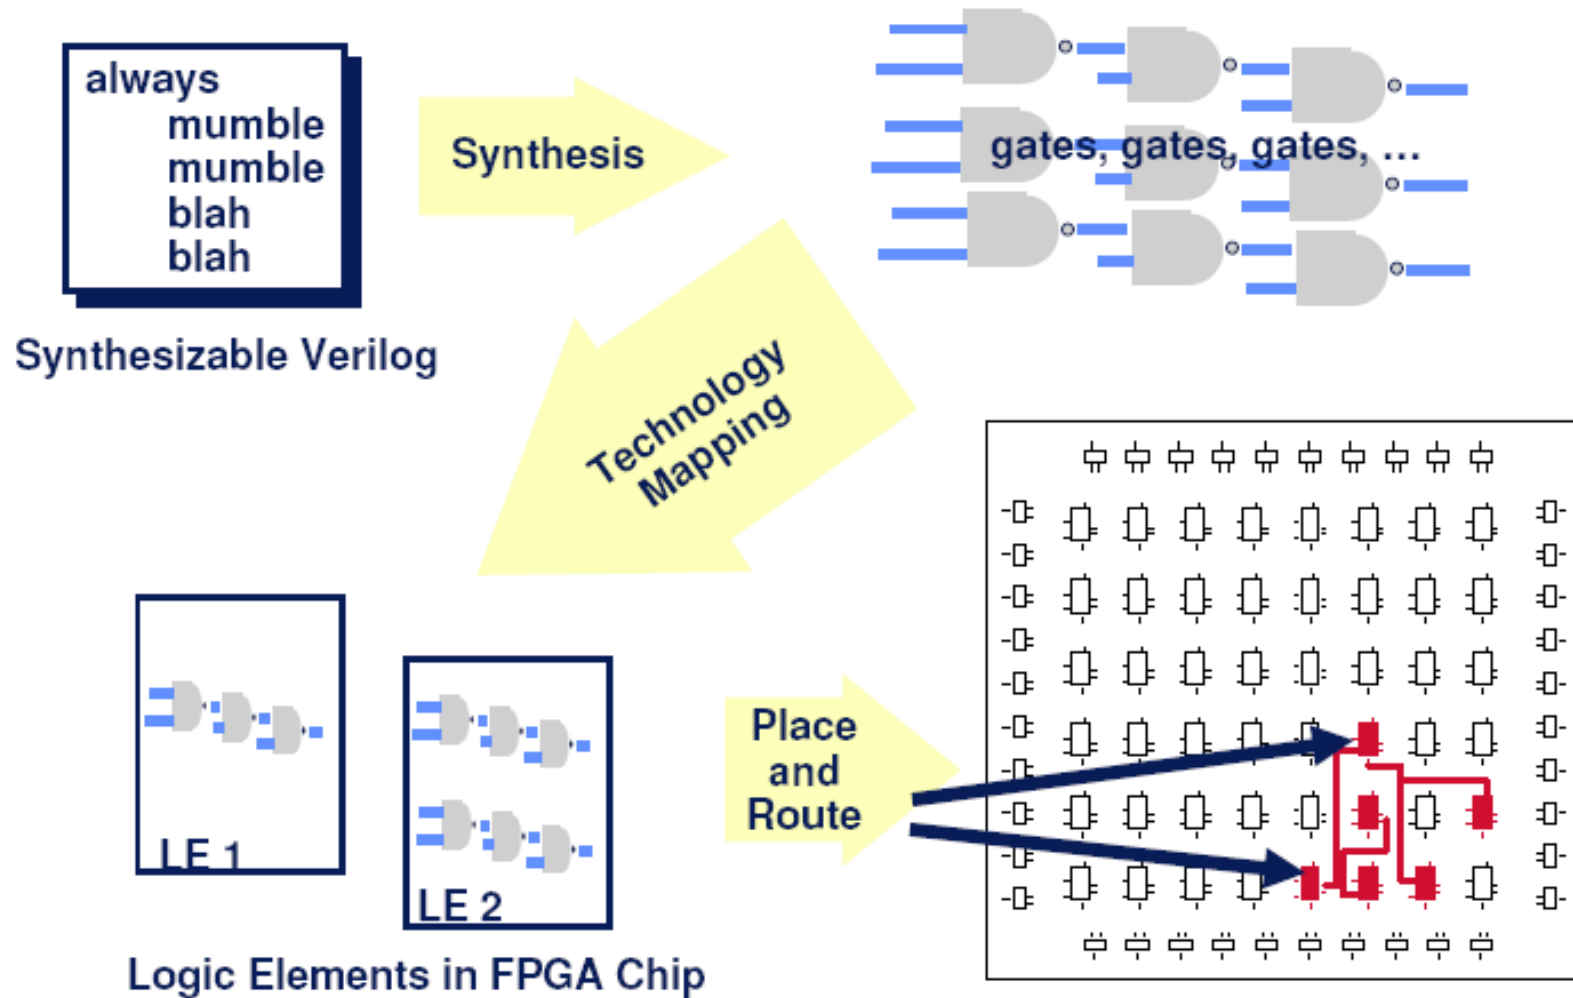 always
mumble
mumble
blah
blah
Synthesizable Verilog
Synthesis
gates, gates, gates, ...
Technology
Mapping
LE 1
LE 2
Logic Elements in FPGA Chip
Place
and
Route